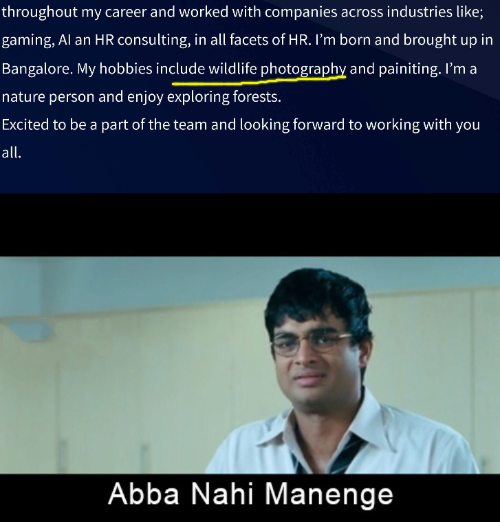 throughout my career and worked with companies across industries like;
gaming, AI an HR consulting, in all facets of HR. I'm born and brought up in
Bangalore. My hobbies include wildlife photography and painiting. I'm a
nature person and enjoy exploring forests.
Excited to be a part of the team and looking forward to working with you
all.
Abba Nahi Manenge